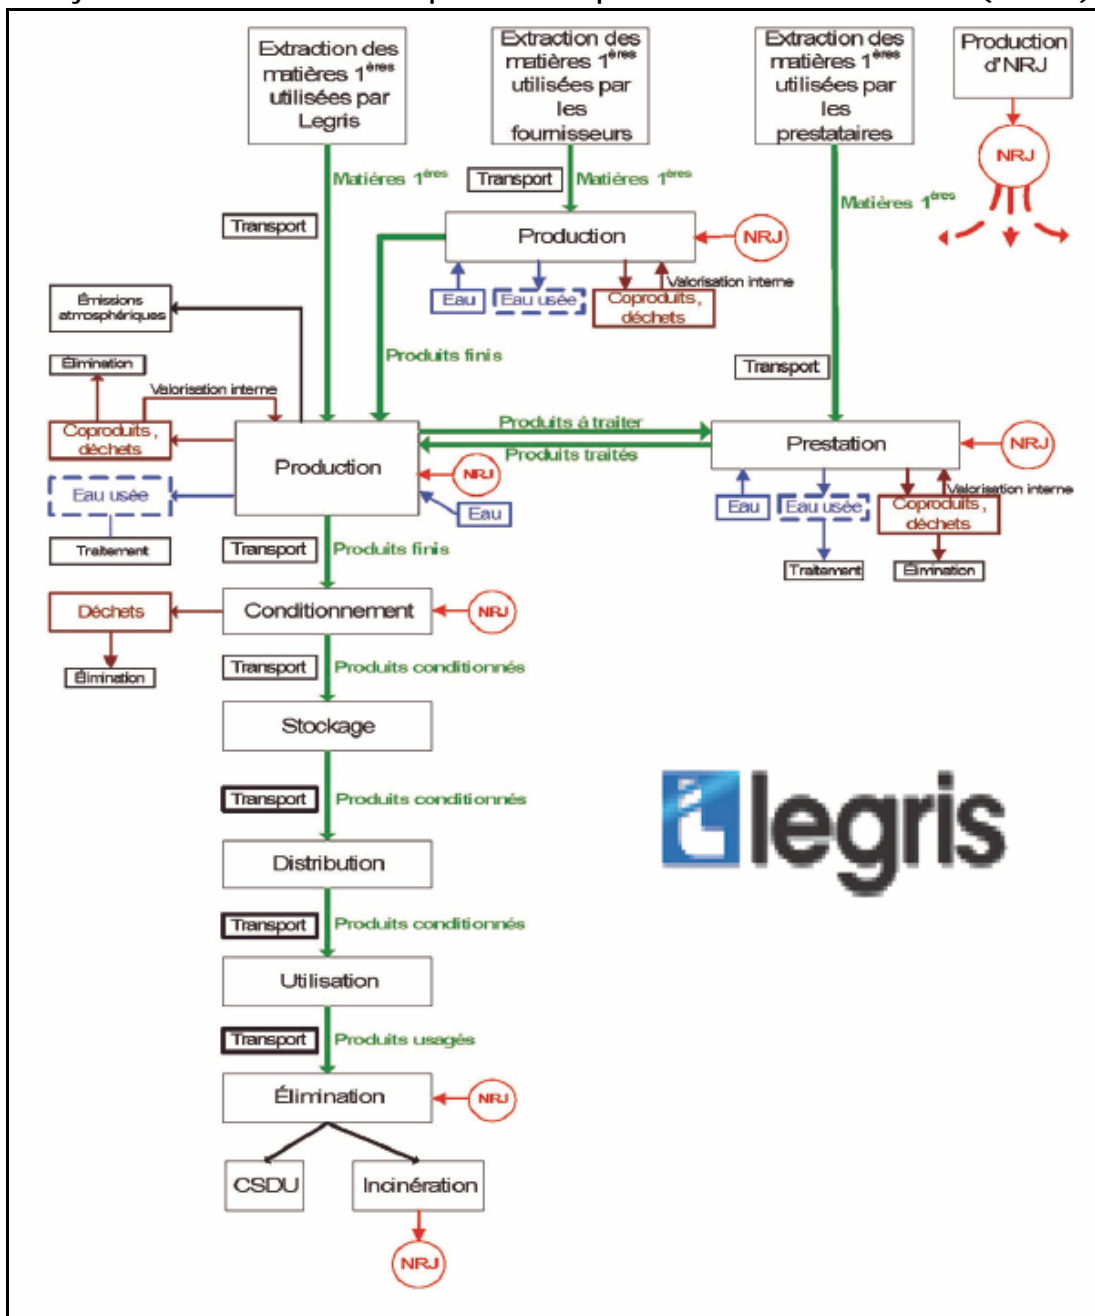 Extraction des
matières 1ères
utilisées par
Legris
Extraction des
matières 1ères
utilisées par
les
fournisseurs
Extraction des
matières 1ères
utilisées par
les
prestataires
Production
d'NRJ
NRJ
Matières 1ères
Transport
Matières 1ères
Matières 1ères
Transport
Production
NRJ
Valorisation interne
Eau
Eau usée
Coproduits,
déchets
Émissions
atmosphériques
Produits finis
Élimination
Transport
Valorisation interne
Coproduits,
déchets
Produits à traiter
Produits traités
Production
Prestation
NRJ
NRJ
Eau usée
Eau
Valorisation interne
Eau
Eau usée
Coproduits,
déchets
Traitement
Transport
Produits finis
Traitement
Élimination
Déchets
Conditionnement
NRJ
Élimination
Transport
Produits conditionnés
Stockage
Transport
Produits conditionnés
legris
Distribution
Transport
Produits conditionnés
Utilisation
Transport
Produits usagés
Élimination
NRJ
CSDU
Incinération
NRJ